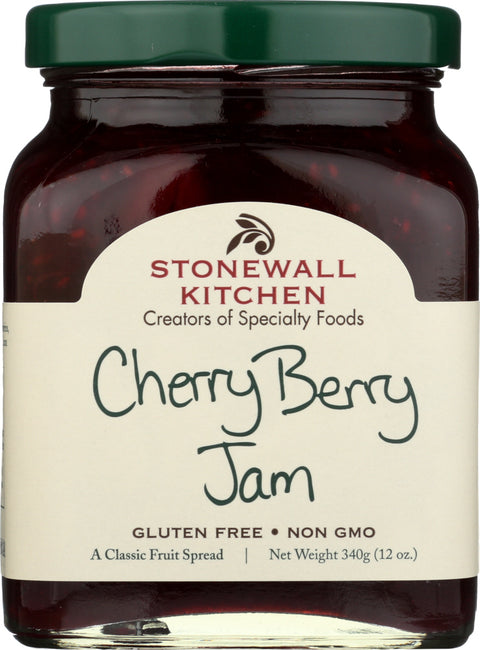 STONEWALL
KITCHEN
Creators of Specialty Foods
Cherry Berry
Jam
GLUTEN FREE • NON GMO
A Classic Fruit Spread | Net Weight 340g (12 oz.)